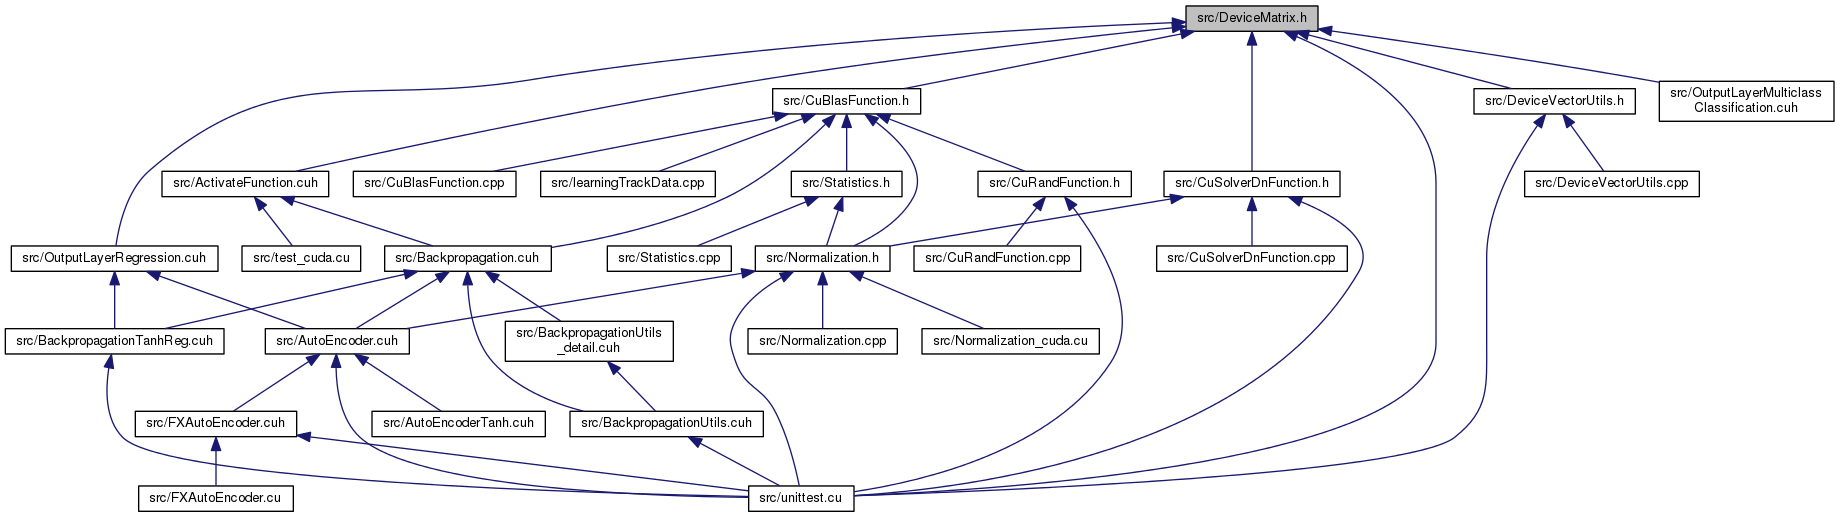 src/DeviceMatrix.h
src/CuBlasFunction.h
src/DeviceVectorUtils.h
src/OutputLayerMulticlass
Classification.cuh
src/ActivateFunction.cuh
src/CuBlasFunction.cpp
src/learningTrackData.cpp
src/Statistics.h
src/CuRandFunction.h
src/CuSolverDnFunction.h
src/DeviceVectorUtils.cpp
src/OutputLayerRegression.cuh
src/test_cuda.cu
src/Backpropagation.cuh
src/Statistics.cpp
src/Normalization.h
src/CuRandFunction.cpp
src/CuSolverDnFunction.cpp
src/BackpropagationTanhReg.cuh
src/AutoEncoder.cuh
src/BackpropagationUtils
_detail.cuh
src/Normalization.cpp
src/Normalization_cuda.cu
src/FXAutoEncoder.cuh
src/AutoEncoderTanh.cuh
src/BackpropagationUtils.cuh
src/FXAutoEncoder.cu
src/unittest.cu